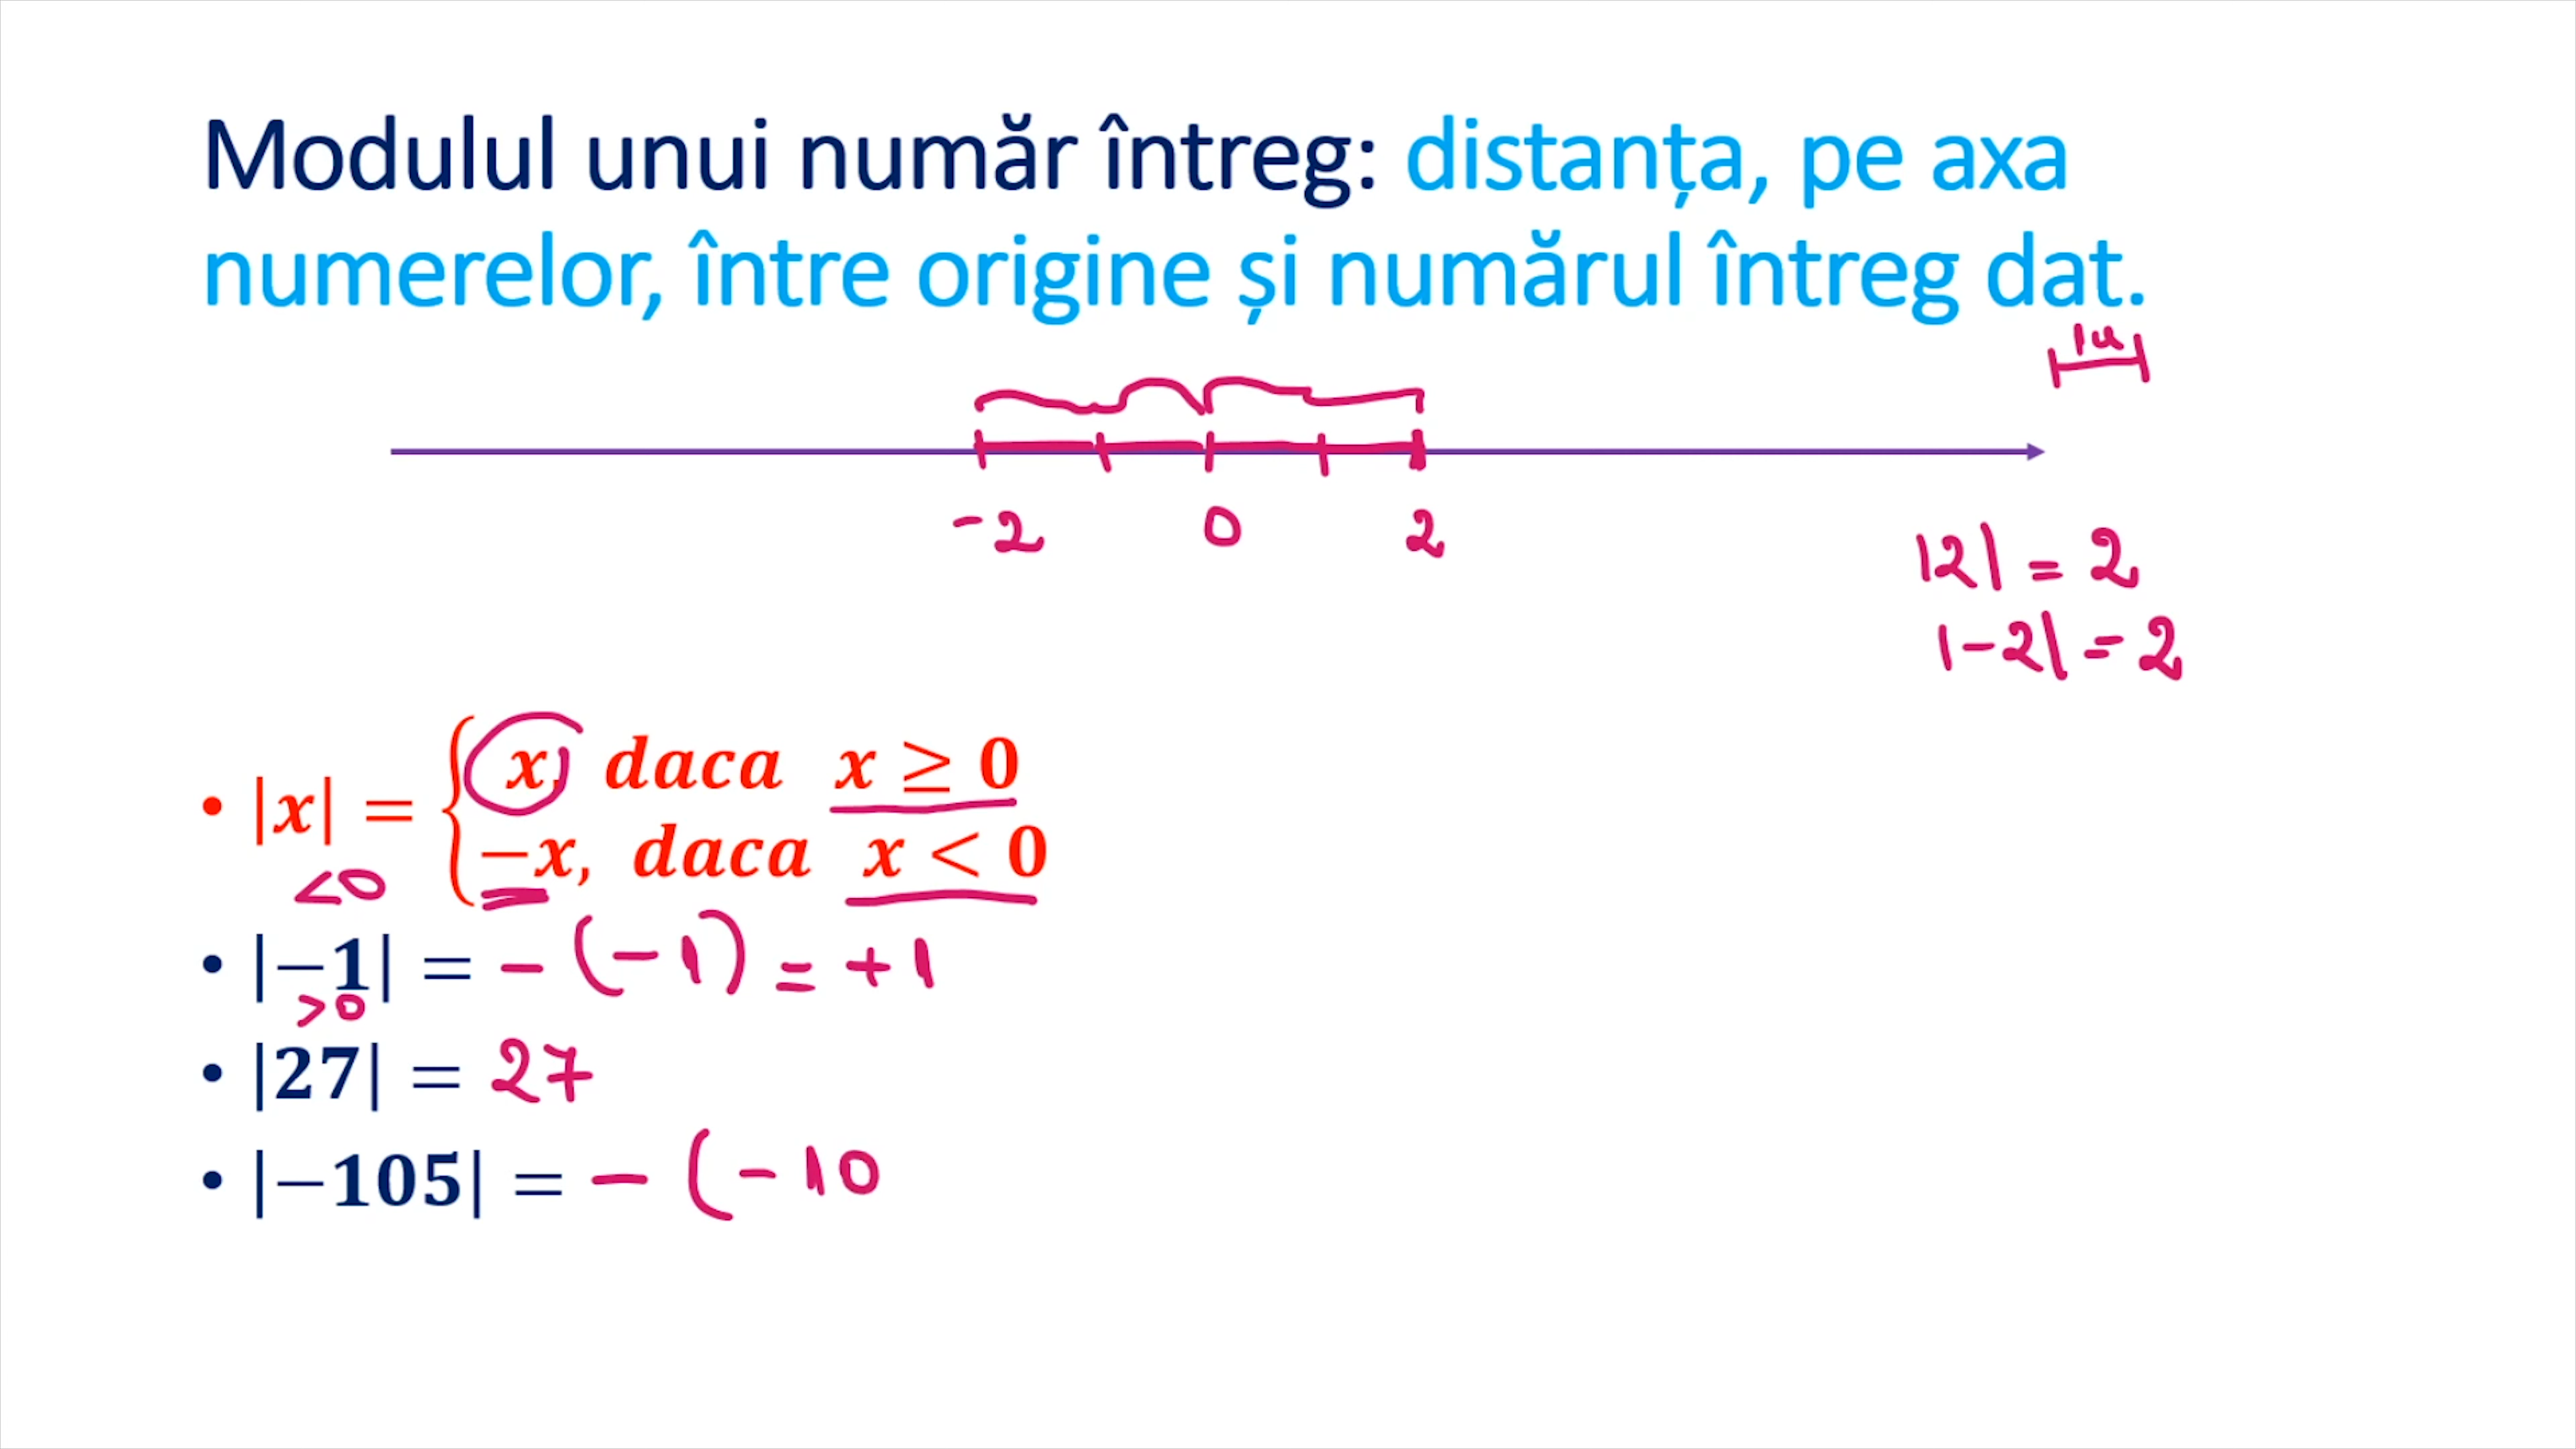 Modulul unui număr întreg: distanța, pe axa
numerelor, între origine și numărul întreg dat.
1u
-2 0 2
|2| = 2
|-2| = 2
• |x| = { x, daca x ≥ 0
−x, daca x < 0
<0
• |−1| = - (-1) = +1
>0
• |27| = 27
• |−105| = - (-10